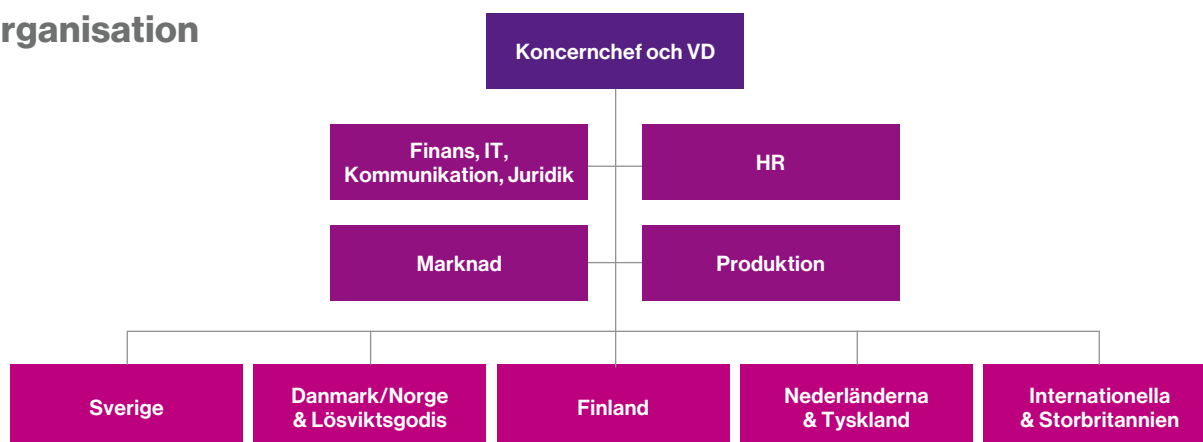 rganisation
Koncernchef och VD
Finans, IT,
Kommunikation, Juridik
HR
Marknad
Produktion
Sverige
Danmark/Norge
& Lösviktsgodis
Finland
Nederländerna
& Tyskland
Internationella
& Storbritannien